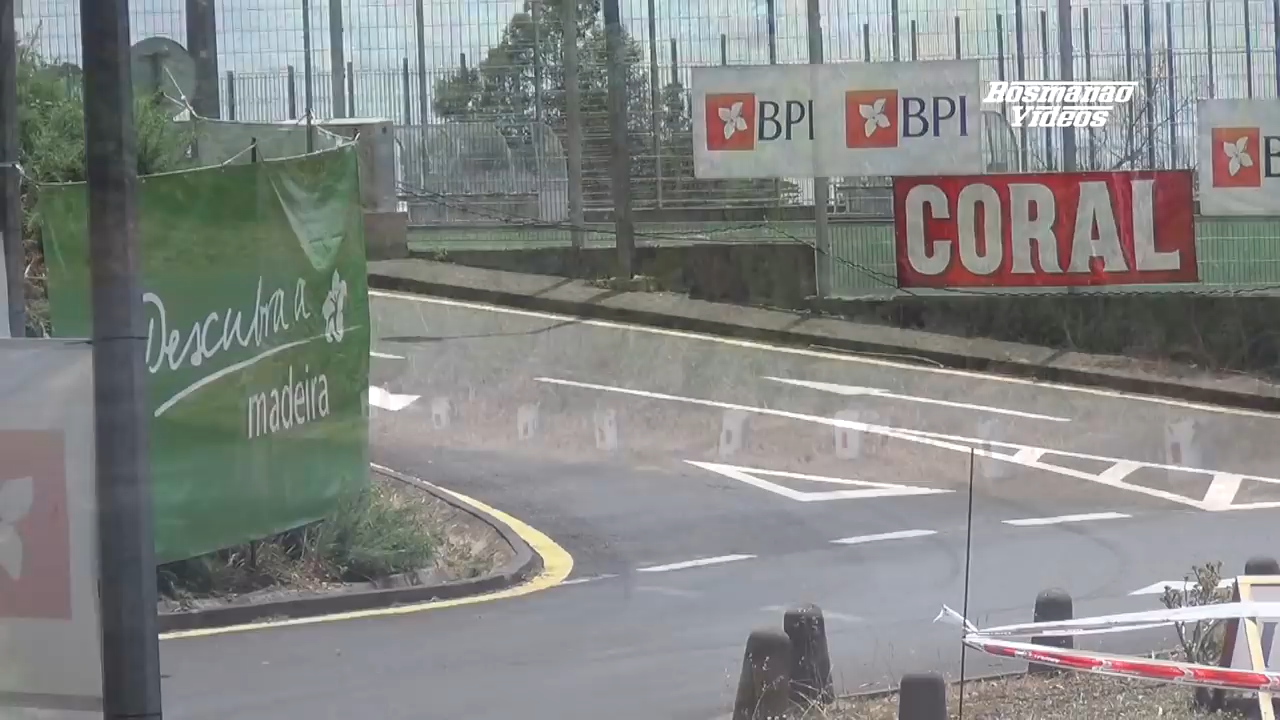 BPI
BPI
Bosmanao
Videos
B
CORAL
Descubra a
madeira